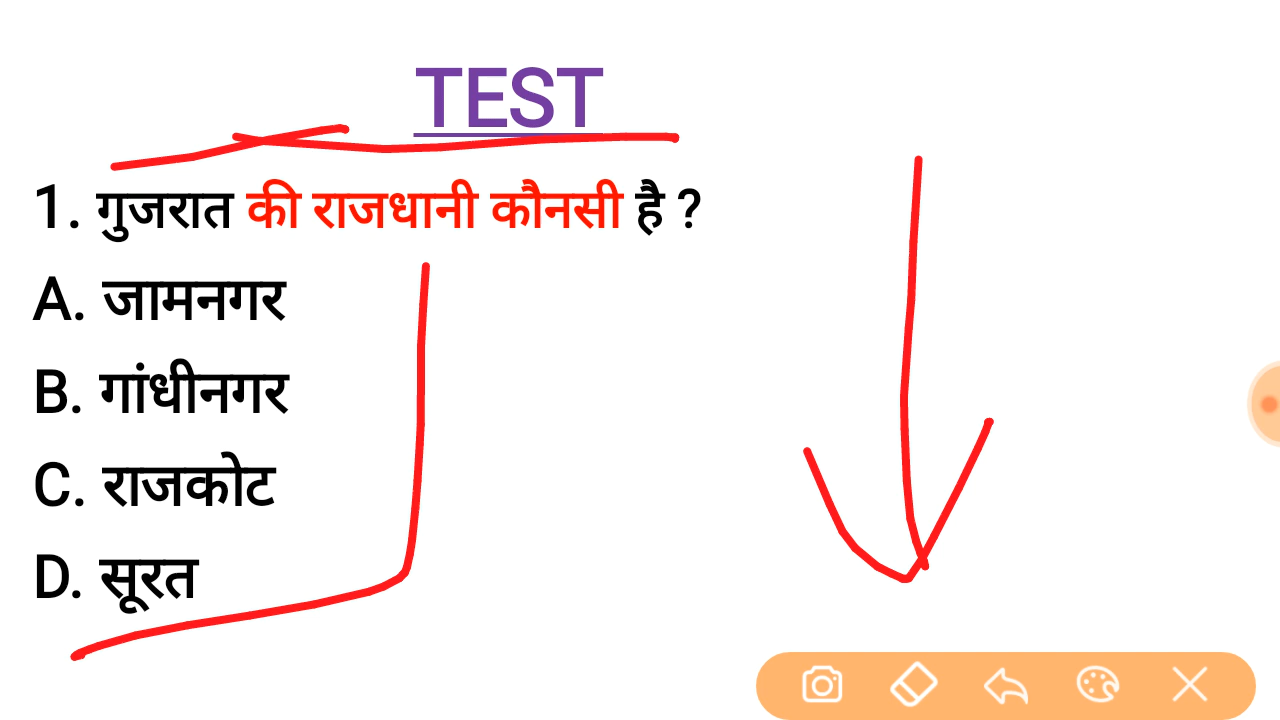 TEST
1. गुजरात की राजधानी कौनसी है ?
A. जामनगर
B. गांधीनगर
C. राजकोट
D. सूरत